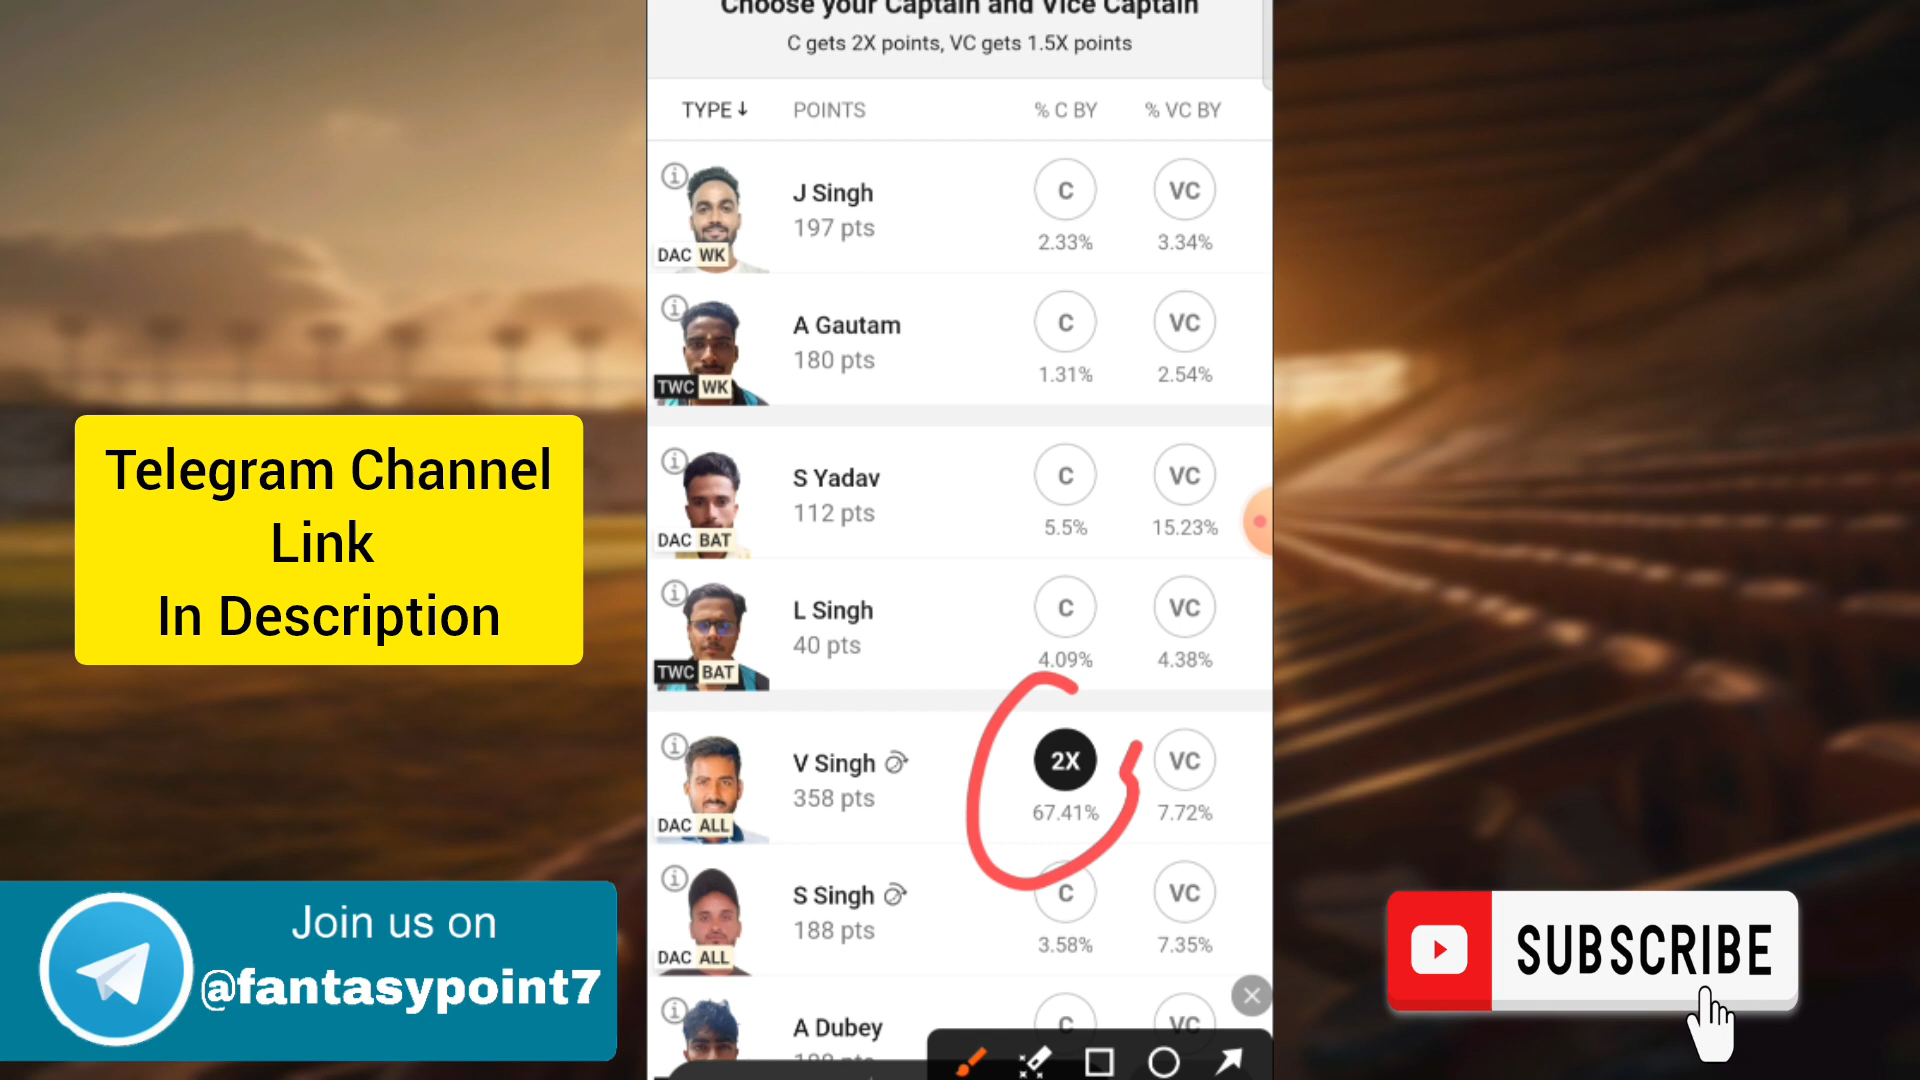 Choose your Captain and Vice Captain
C gets 2X points, VC gets 1.5X points
TYPE↓ POINTS % C BY % VC BY
J Singh C VC
197 pts
DAC WK 2.33% 3.34%
A Gautam C VC
180 pts
TWC WK 1.31% 2.54%
S Yadav C VC
112 pts
DAC BAT 5.5% 15.23%
L Singh C VC
40 pts
TWC BAT 4.09% 4.38%
V Singh 2X VC
358 pts
DAC ALL 67.41% 7.72%
S Singh C VC
188 pts
DAC ALL 3.58% 7.35%
A Dubey C VC
Telegram Channel
Link
In Description
Join us on
@fantasypoint7
SUBSCRIBE